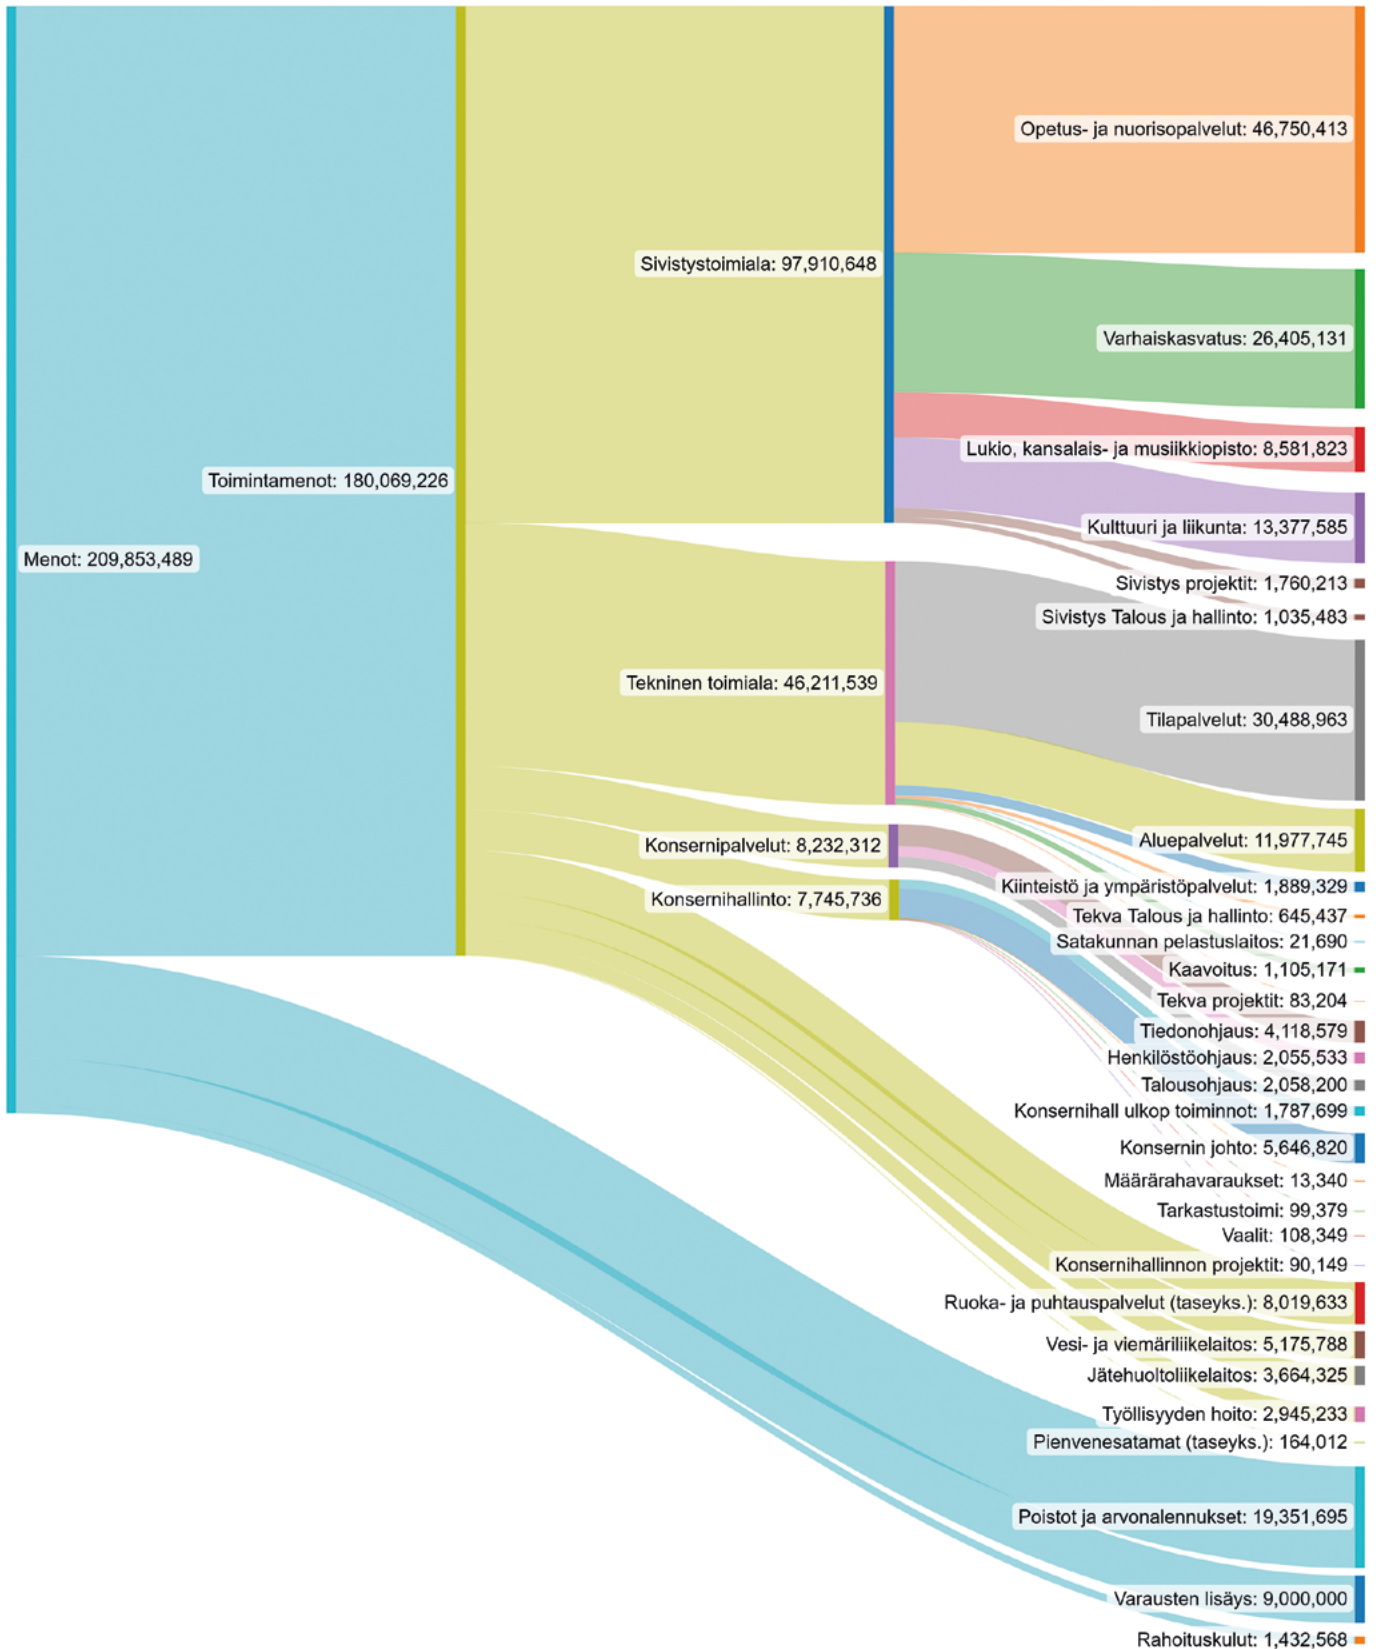 Menot: 209,853,489
Toimintamenot: 180,069,226
Sivistystoimiala: 97,910,648
Tekninen toimiala: 46,211,539
Konsernipalvelut: 8,232,312
Konsernihallinto: 7,745,736
Opetus- ja nuorisopalvelut: 46,750,413
Varhaiskasvatus: 26,405,131
Lukio, kansalais- ja musiikkiopisto: 8,581,823
Kulttuuri ja liikunta: 13,377,585
Sivistys projektit: 1,760,213
Sivistys Talous ja hallinto: 1,035,483
Tilapalvelut: 30,488,963
Aluepalvelut: 11,977,745
Kiinteistö ja ympäristöpalvelut: 1,889,329
Tekva Talous ja hallinto: 645,437
Satakunnan pelastuslaitos: 21,690
Kaavoitus: 1,105,171
Tekva projektit: 83,204
Tiedonohjaus: 4,118,579
Henkilöstöohjaus: 2,055,533
Talousohjaus: 2,058,200
Konsernihall ulkop toiminnot: 1,787,699
Konsernin johto: 5,646,820
Määrärahavaraukset: 13,340
Tarkastustoimi: 99,379
Vaalit: 108,349
Konsernihallinnon projektit: 90,149
Ruoka- ja puhtauspalvelut (taseyks.): 8,019,633
Vesi- ja viemäriliikelaitos: 5,175,788
Jätehuoltoliikelaitos: 3,664,325
Työllisyyden hoito: 2,945,233
Pienvenesatamat (taseyks.): 164,012
Poistot ja arvonalennukset: 19,351,695
Varausten lisäys: 9,000,000
Rahoituskulut: 1,432,568